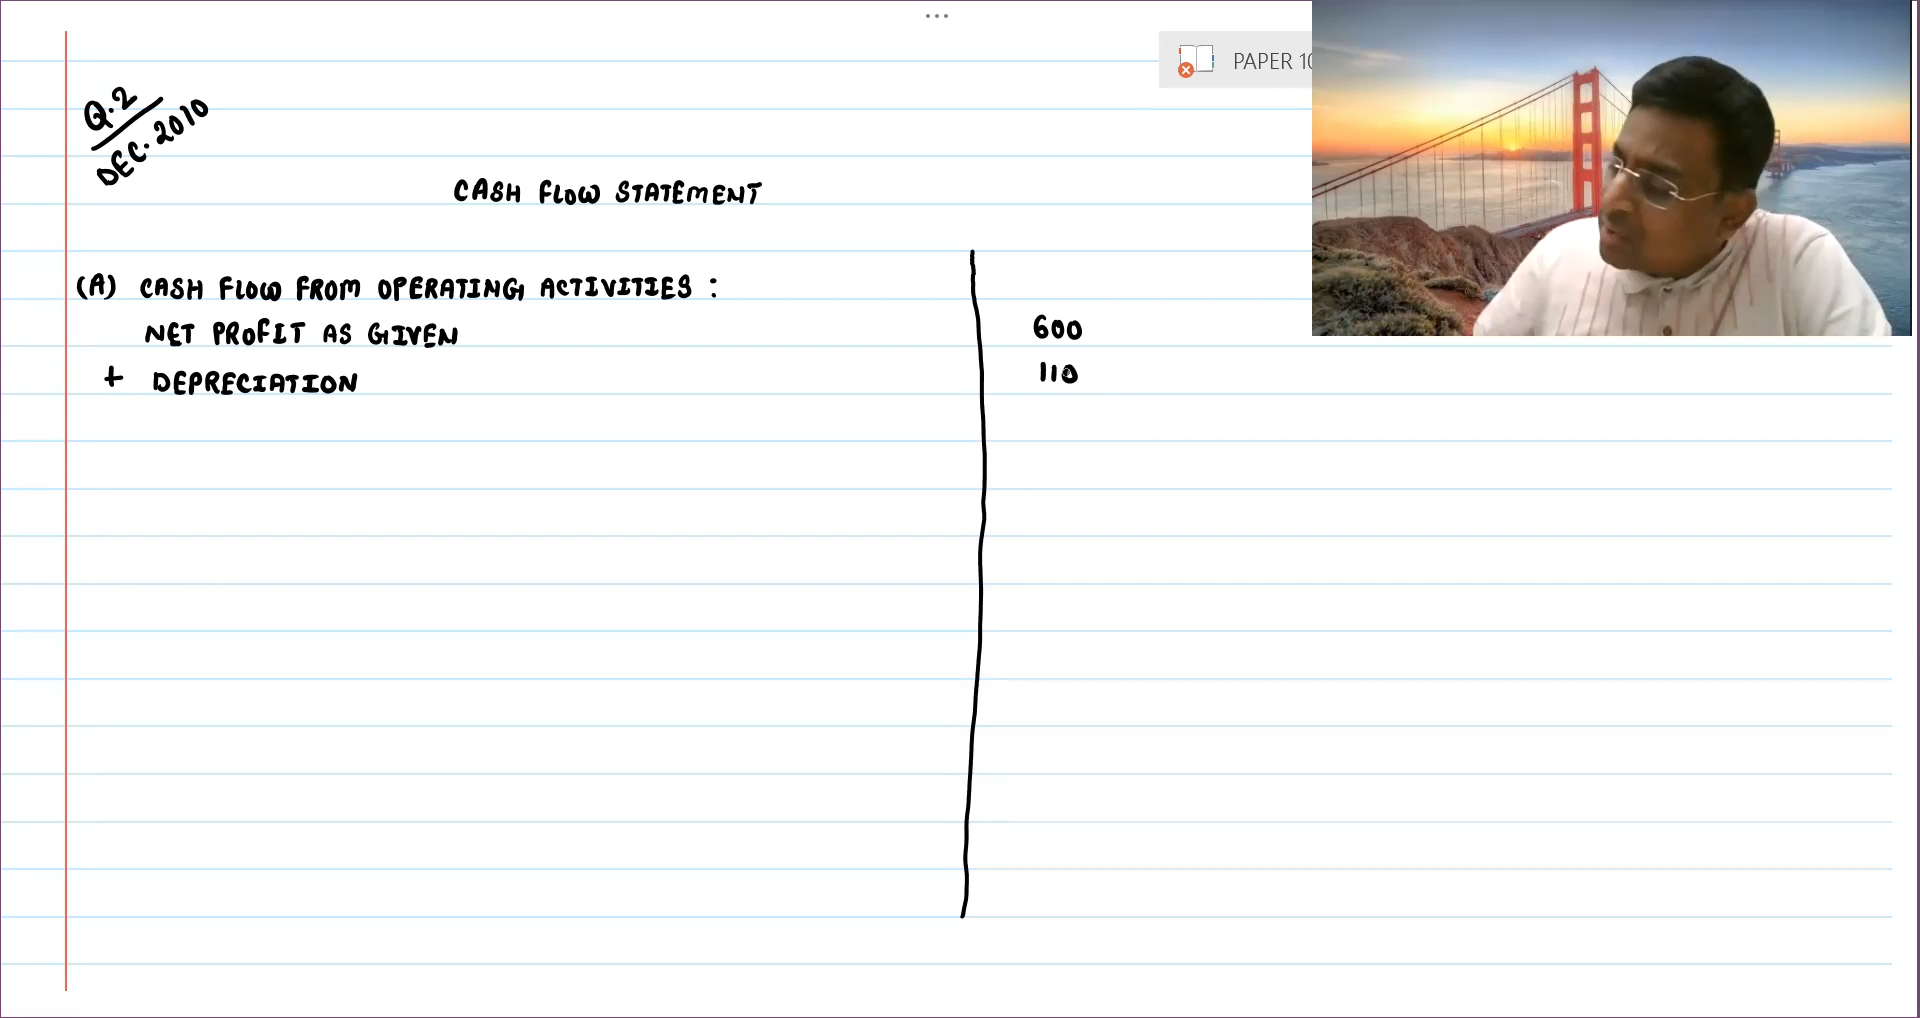 Q.2
DEC. 2010
PAPER 10
CASH FLOW STATEMENT
(A) CASH FLOW FROM OPERATING ACTIVITIES :
NET PROFIT AS GIVEN 600
+ DEPRECIATION 110